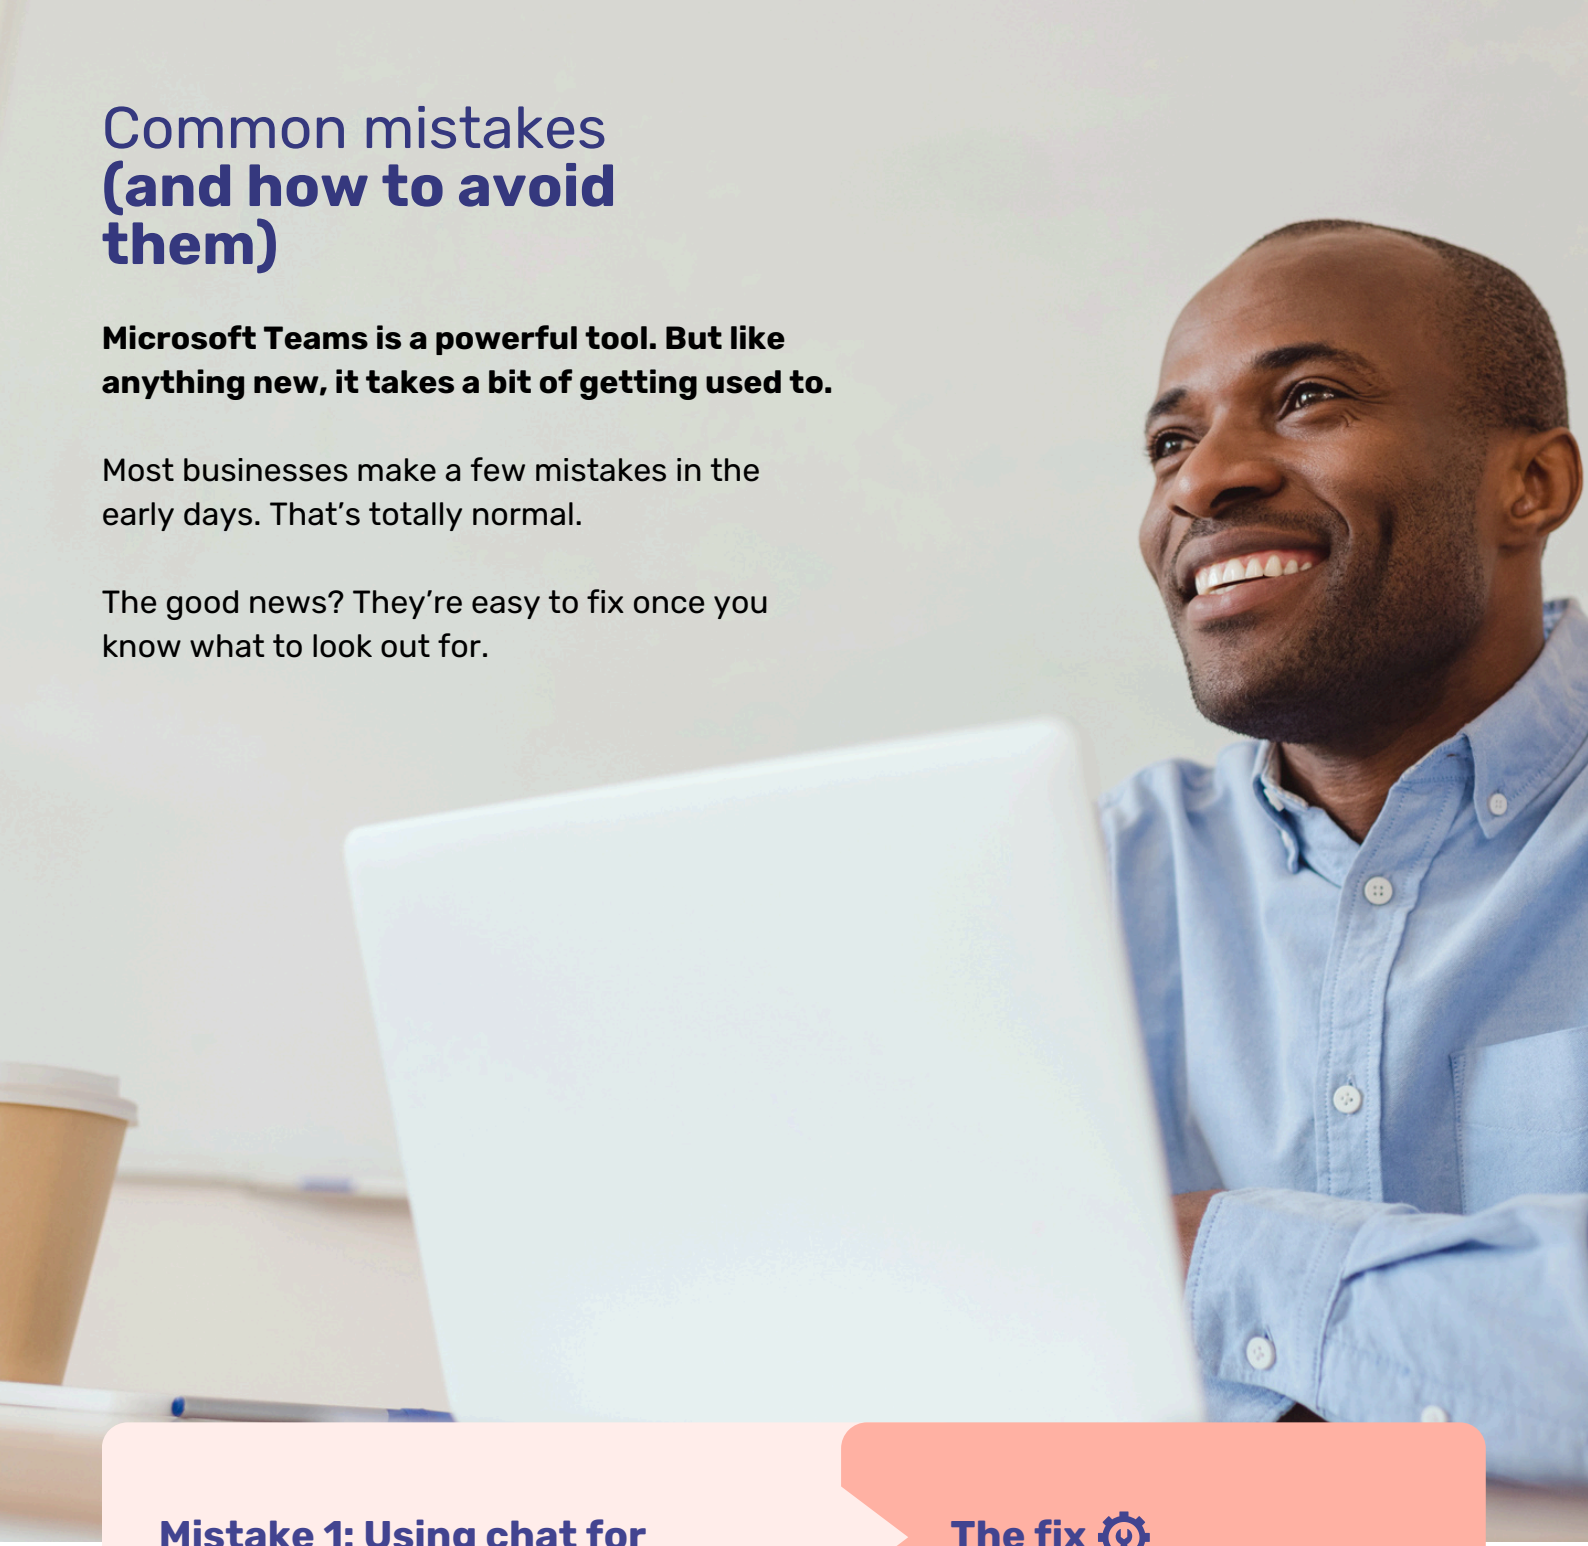 Common mistakes
(and how to avoid
them)
Microsoft Teams is a powerful tool. But like
anything new, it takes a bit of getting used to.
Most businesses make a few mistakes in the
early days. That’s totally normal.
The good news? They’re easy to fix once you
know what to look out for.
Mistake 1: Using chat for
The fix